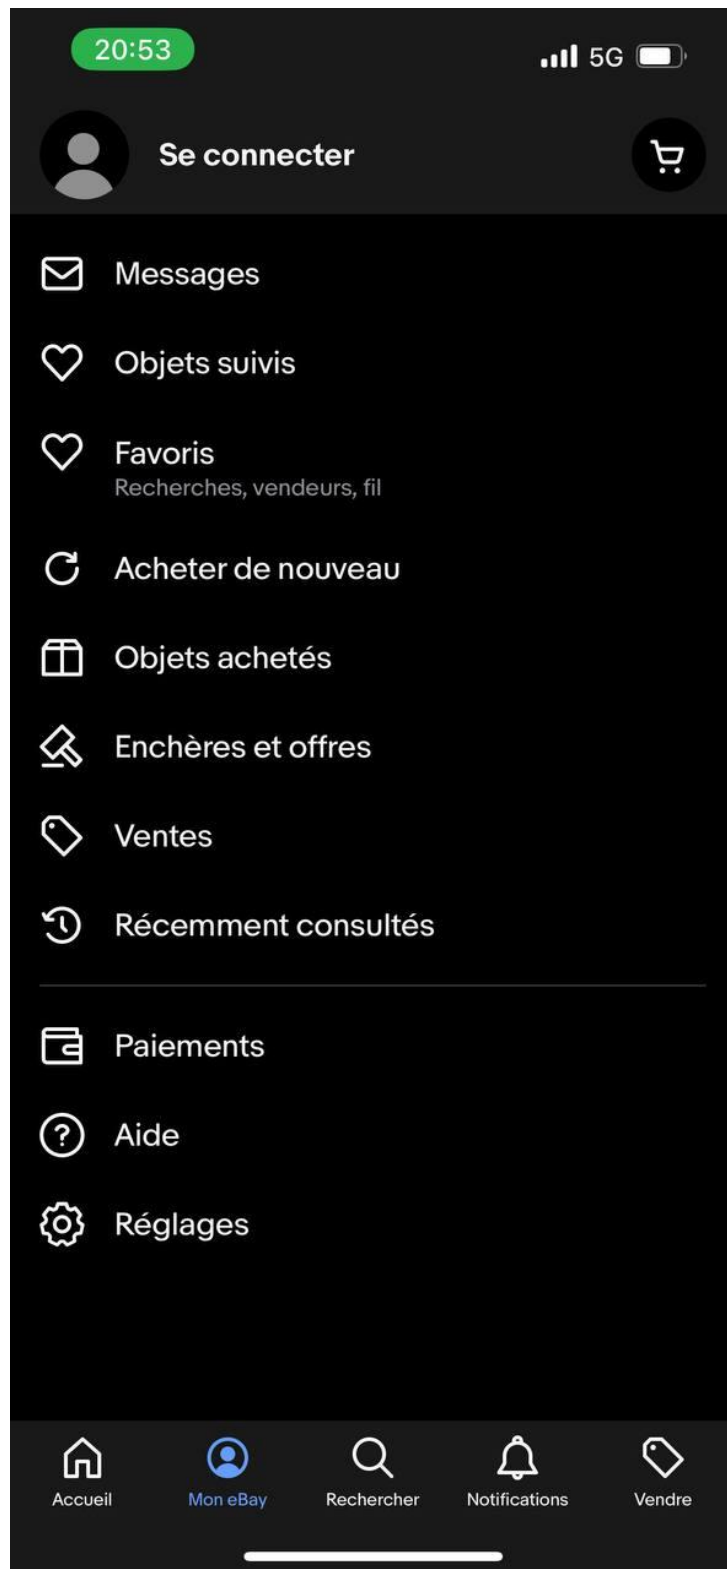 20:53
5G
Se connecter
Messages
Objets suivis
Favoris
Recherches, vendeurs, fil
Acheter de nouveau
Objets achetés
Enchères et offres
Ventes
Récemment consultés
Paiements
Aide
Réglages
Accueil
Mon eBay
Rechercher
Notifications
Vendre